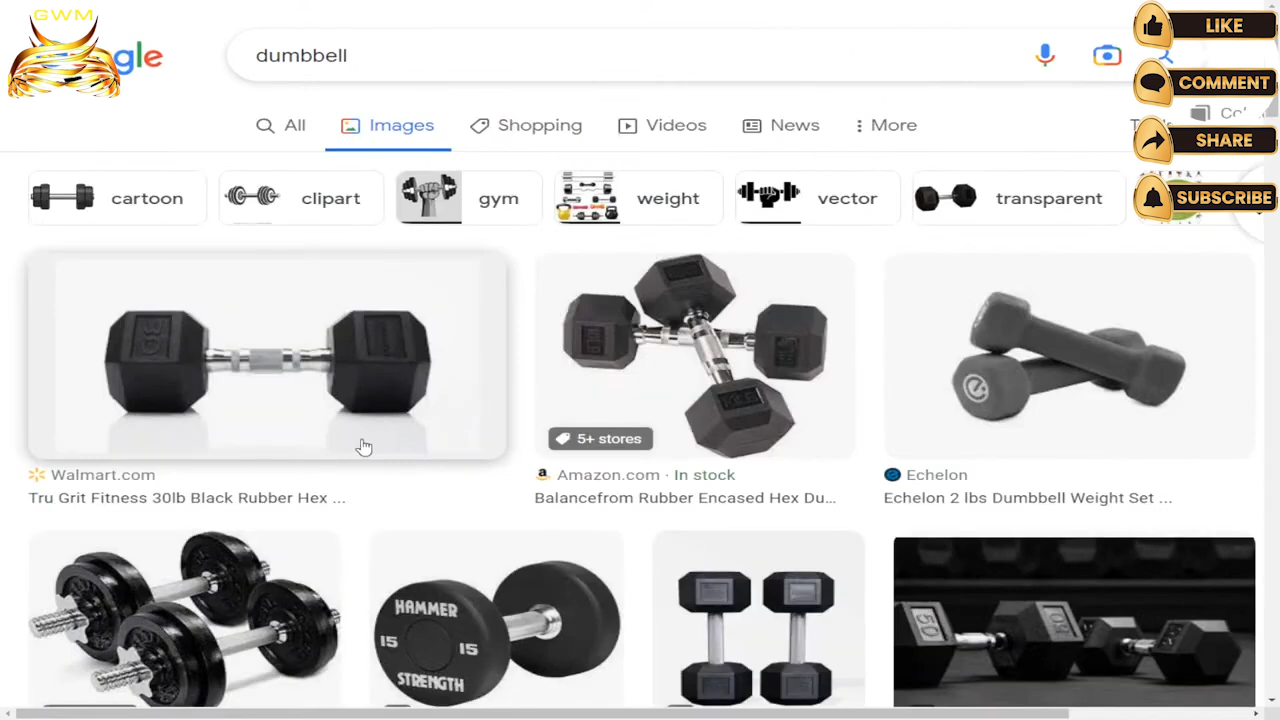 GWM
gle
dumbbell
LIKE
COMMENT
SHARE
SUBSCRIBE
All
Images
Shopping
Videos
News
More
cartoon
clipart
gym
weight
vector
transparent
5+ stores
Walmart.com
Tru Grit Fitness 30lb Black Rubber Hex ...
Amazon.com · In stock
Balancefrom Rubber Encased Hex Du...
Echelon
Echelon 2 lbs Dumbbell Weight Set ...
HAMMER
15 15
STRENGTH
50